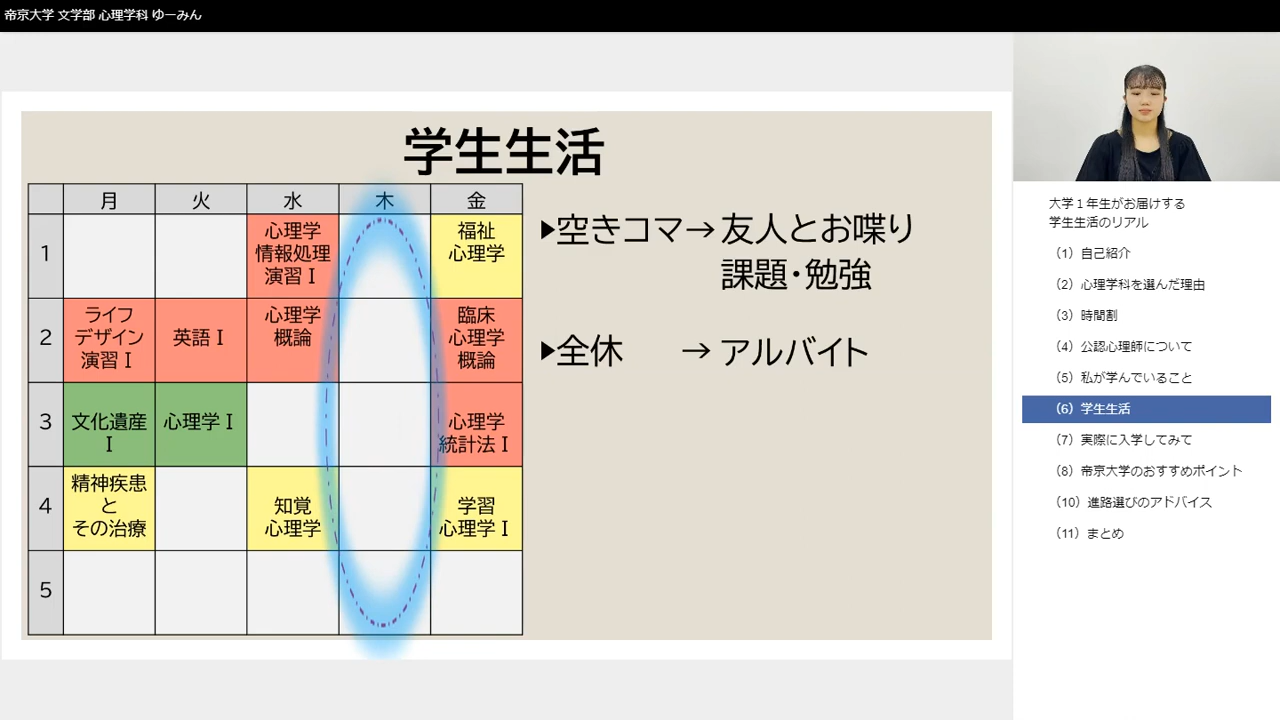 帝京大学 文学部 心理学科 ゆーみん
学生生活
月 火 水 木 金
1
心理学
情報処理
演習Ⅰ
福祉
心理学
2
ライフ
デザイン
演習Ⅰ
英語Ⅰ
心理学
概論
臨床
心理学
概論
3
文化遺産
Ⅰ
心理学Ⅰ
心理学
統計法Ⅰ
4
精神疾患
と
その治療
知覚
心理学
学習
心理学Ⅰ
5
▶空きコマ→友人とお喋り
課題・勉強
▶全休 →アルバイト
大学1年生がお届けする
学生生活のリアル
(1) 自己紹介
(2) 心理学科を選んだ理由
(3) 時間割
(4) 公認心理師について
(5) 私が学んでいること
(6) 学生生活
(7) 実際に入学してみて
(8) 帝京大学のおすすめポイント
(10) 進路選びのアドバイス
(11) まとめ